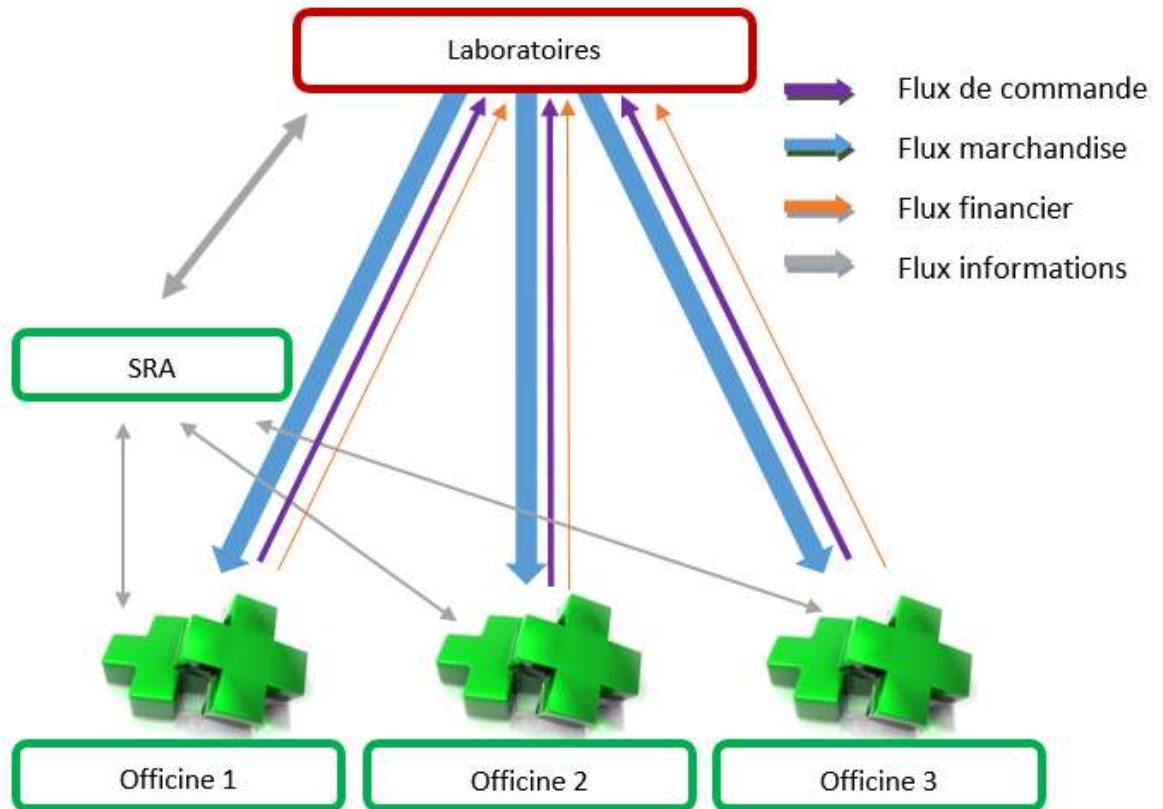 Laboratoires
Flux de commande
Flux marchandise
Flux financier
Flux informations
SRA
Officine 1
Officine 2
Officine 3